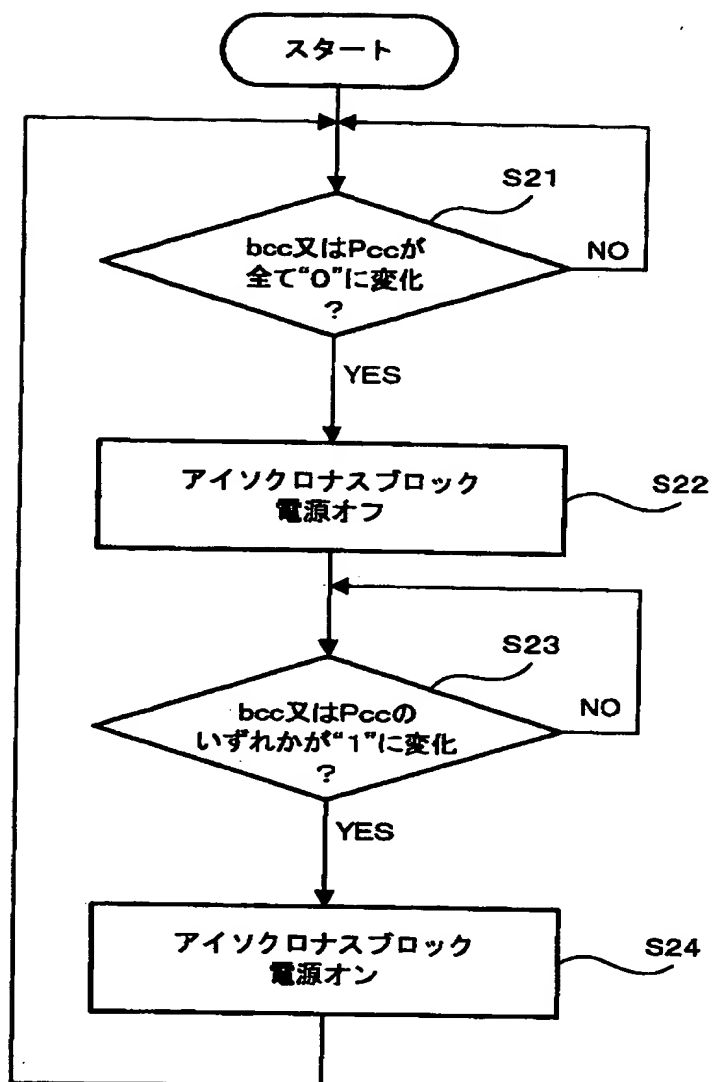 スタート
S21
bcc又はPccが
全て“0”に変化
?
NO
YES
アイソクロナスブロック
電源オフ
S22
S23
bcc又はPccの
いずれかが“1”に変化
?
NO
YES
アイソクロナスブロック
電源オン
S24